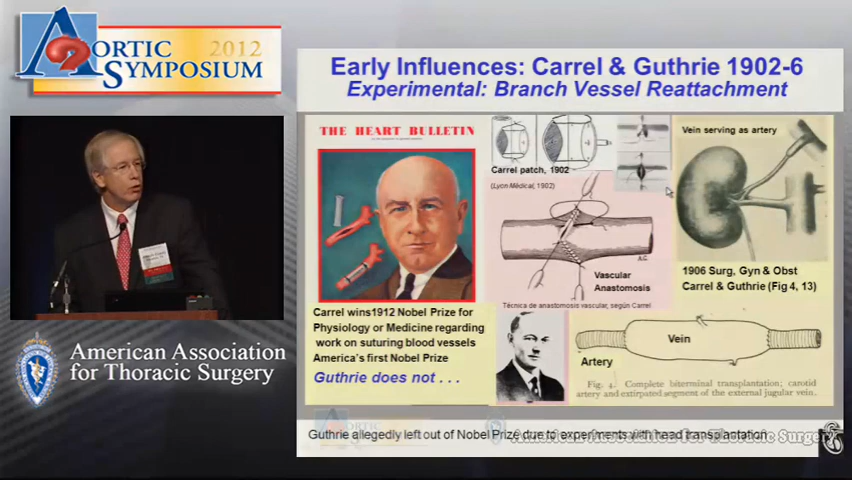 AORTIC
2012
SYMPOSIUM
Early Influences: Carrel & Guthrie 1902-6
Experimental: Branch Vessel Reattachment
THE HEART BULLETIN
Carrel patch, 1902
(Lyon Médical, 1902)
Vein serving as artery
A.C.
Vascular
Anastomosis
Técnica de anastomosis vascular, según Carrel
1906 Surg, Gyn & Obst
Carrel & Guthrie (Fig 4, 13)
Carrel wins1912 Nobel Prize for
Physiology or Medicine regarding
work on suturing blood vessels
America's first Nobel Prize
Guthrie does not . . .
Vein
Artery
Fig. 4. Complete biterminal transplantation; carotid
artery and extirpated segment of the external jugular vein.
American Association
for Thoracic Surgery
Guthrie allegedly left out of Nobel Prize due to experiments with head transplantation
American Association for Thoracic Surgery